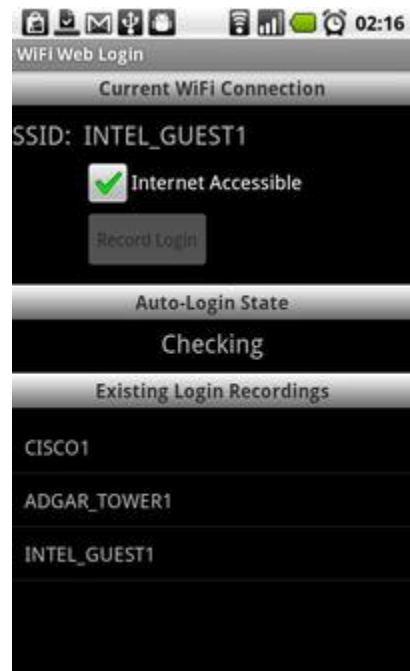 02:16
WiFi Web Login
Current WiFi Connection
SSID: INTEL_GUEST1
Internet Accessible
Record Login
Auto-Login State
Checking
Existing Login Recordings
CISCO1
ADGAR_TOWER1
INTEL_GUEST1